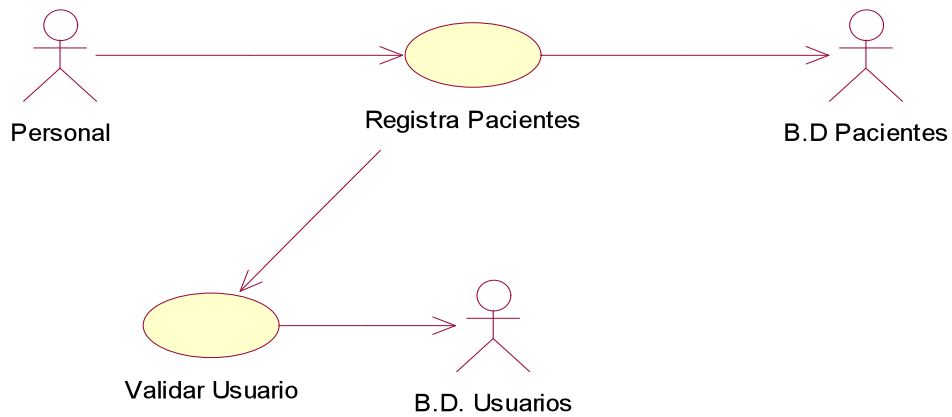 Personal
Registra Pacientes
B.D Pacientes
Validar Usuario
B.D. Usuarios